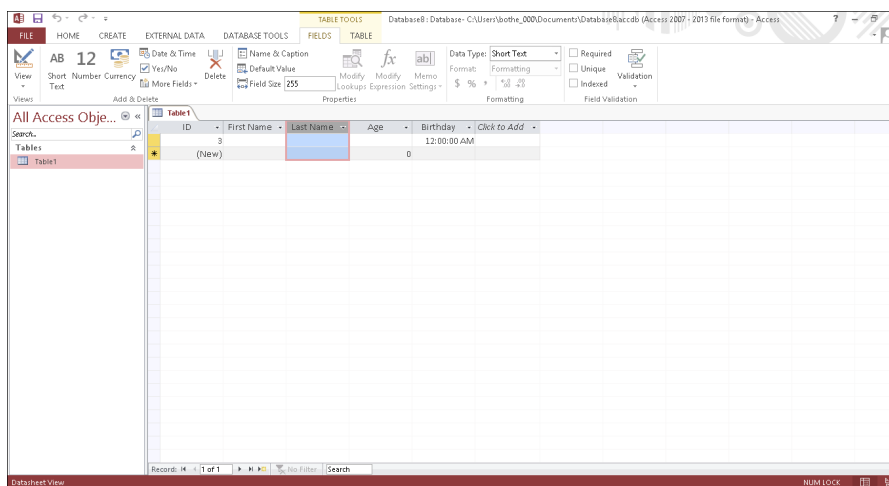 TABLE TOOLS Database8 : Database- C:\Users\bothe_000\Documents\Database8.accdb (Access 2007 - 2013 file format) - Access ?
FILE HOME CREATE EXTERNAL DATA DATABASE TOOLS FIELDS TABLE
View
AB Short Text
12 Number
Currency
Date & Time
Yes/No
More Fields
Delete
Name & Caption
Default Value
Field Size 255
Modify Lookups
fx Modify Expression
ab Memo Settings
Data Type: Short Text
Format: Formatting
$ % ,
Required
Unique
Indexed
Validation
Views Add & Delete Properties Formatting Field Validation
All Access Obje...
Search..
Tables
Table1
Table1
ID First Name Last Name Age Birthday Click to Add
3 12:00:00 AM
(New) 0
Record: 1 of 1 No Filter Search
Datasheet View NUM LOCK